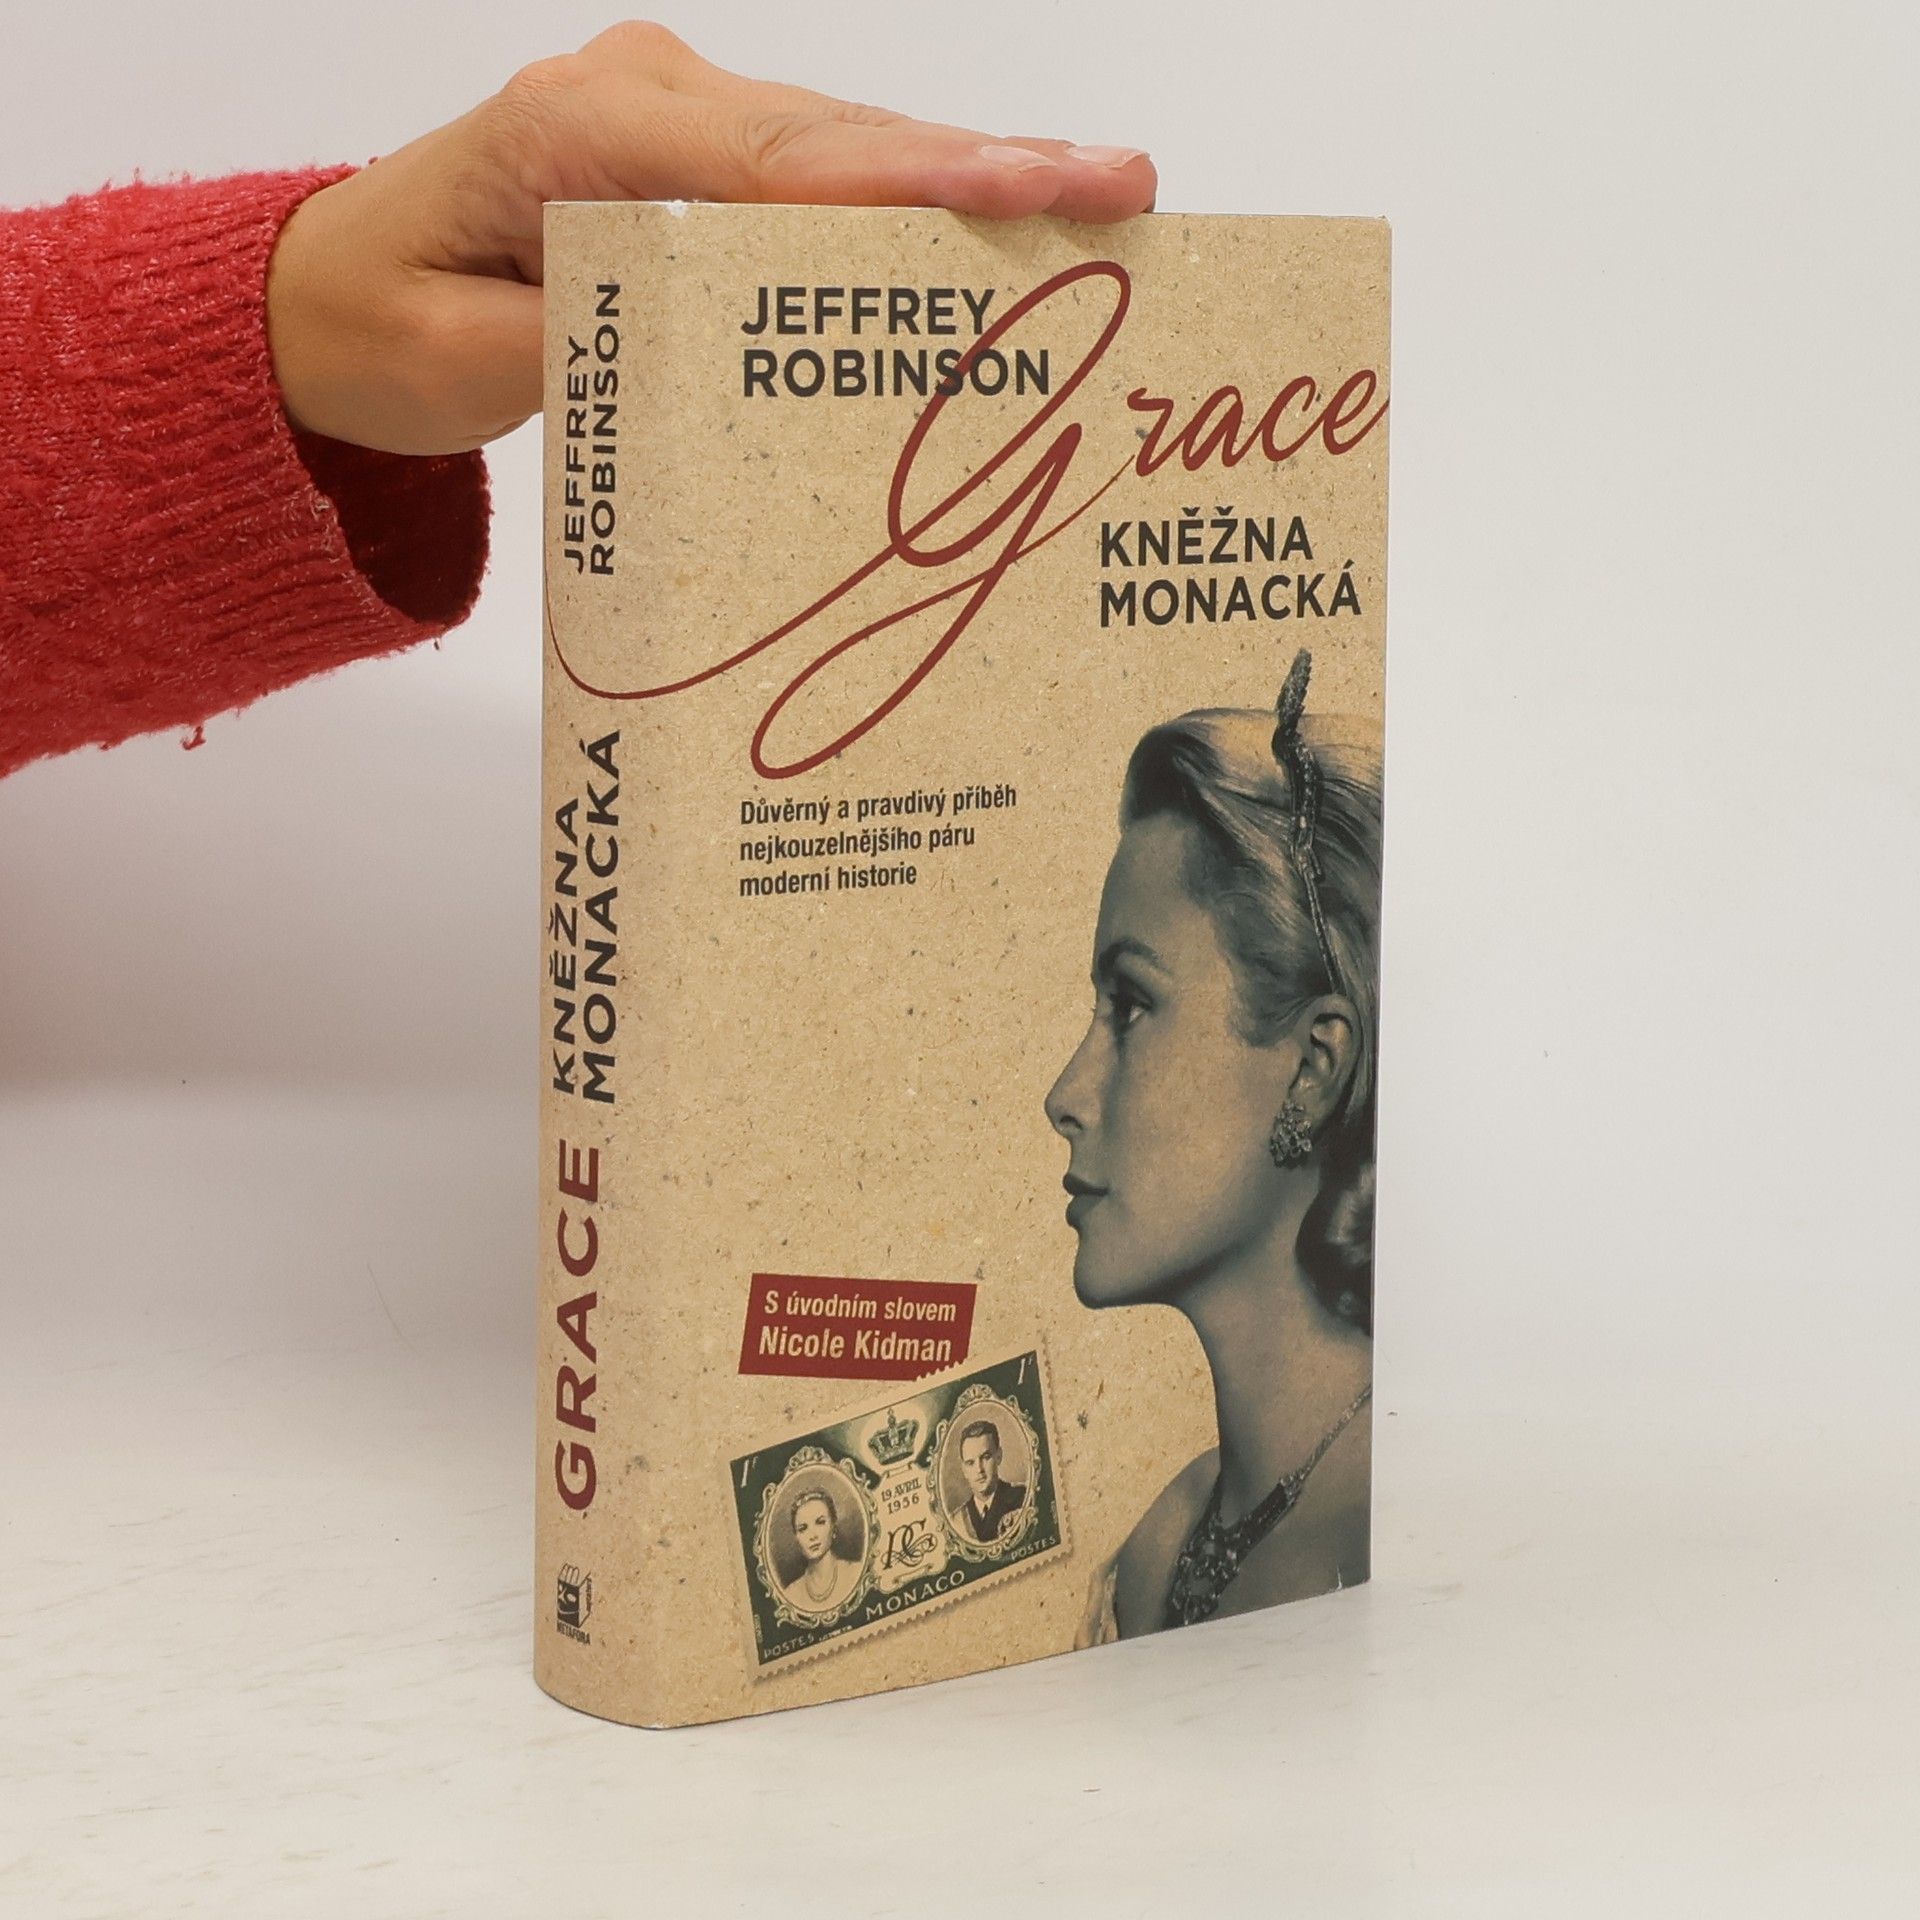 JEFFREY
ROBINSON
Grace
KNĚŽNA
MONACKÁ
Důvěrný a pravdivý příběh
nejkouzelnějšího páru
moderní historie
S úvodním slovem
Nicole Kidman
1F
1F
19 AVRIL
1956
MONACO
POSTES
POSTES
JEFFREY
ROBINSON
GRACE KNĚŽNA
MONACKÁ
METAFORA